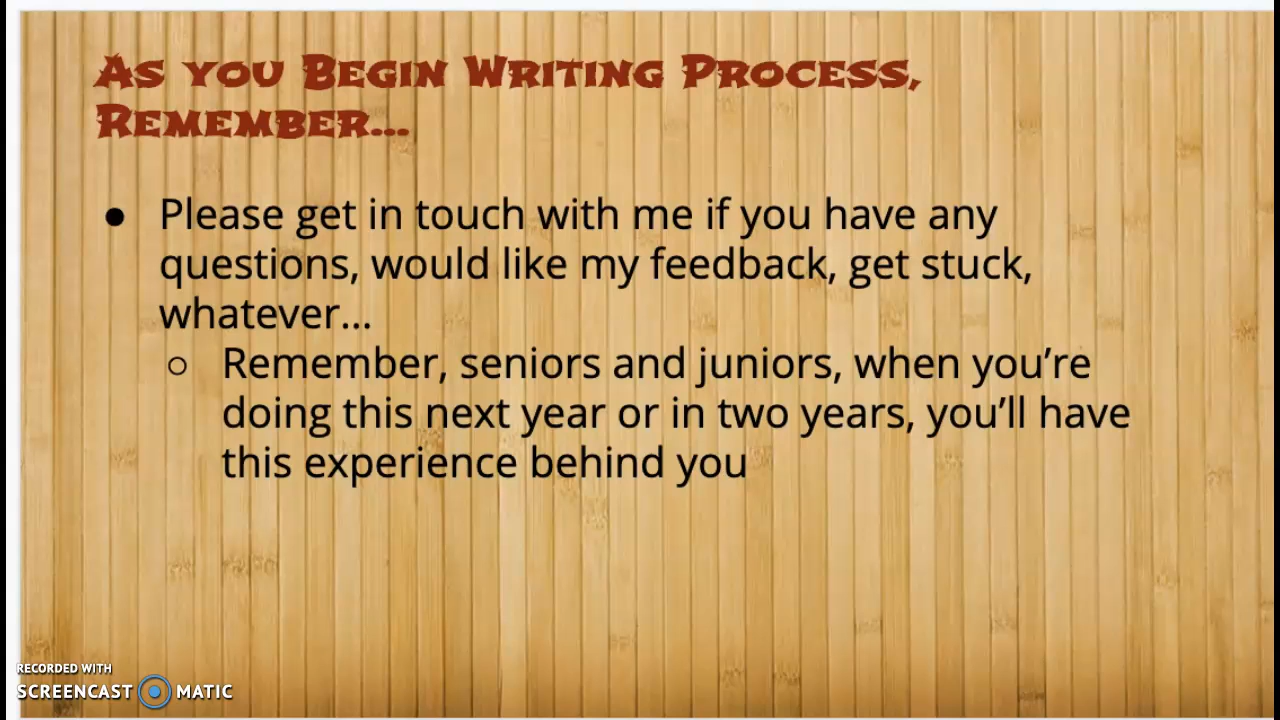 As you Begin Writing Process,
Remember...
● Please get in touch with me if you have any
questions, would like my feedback, get stuck,
whatever...
○ Remember, seniors and juniors, when you’re
doing this next year or in two years, you’ll have
this experience behind you
RECORDED WITH
SCREENCAST MATIC